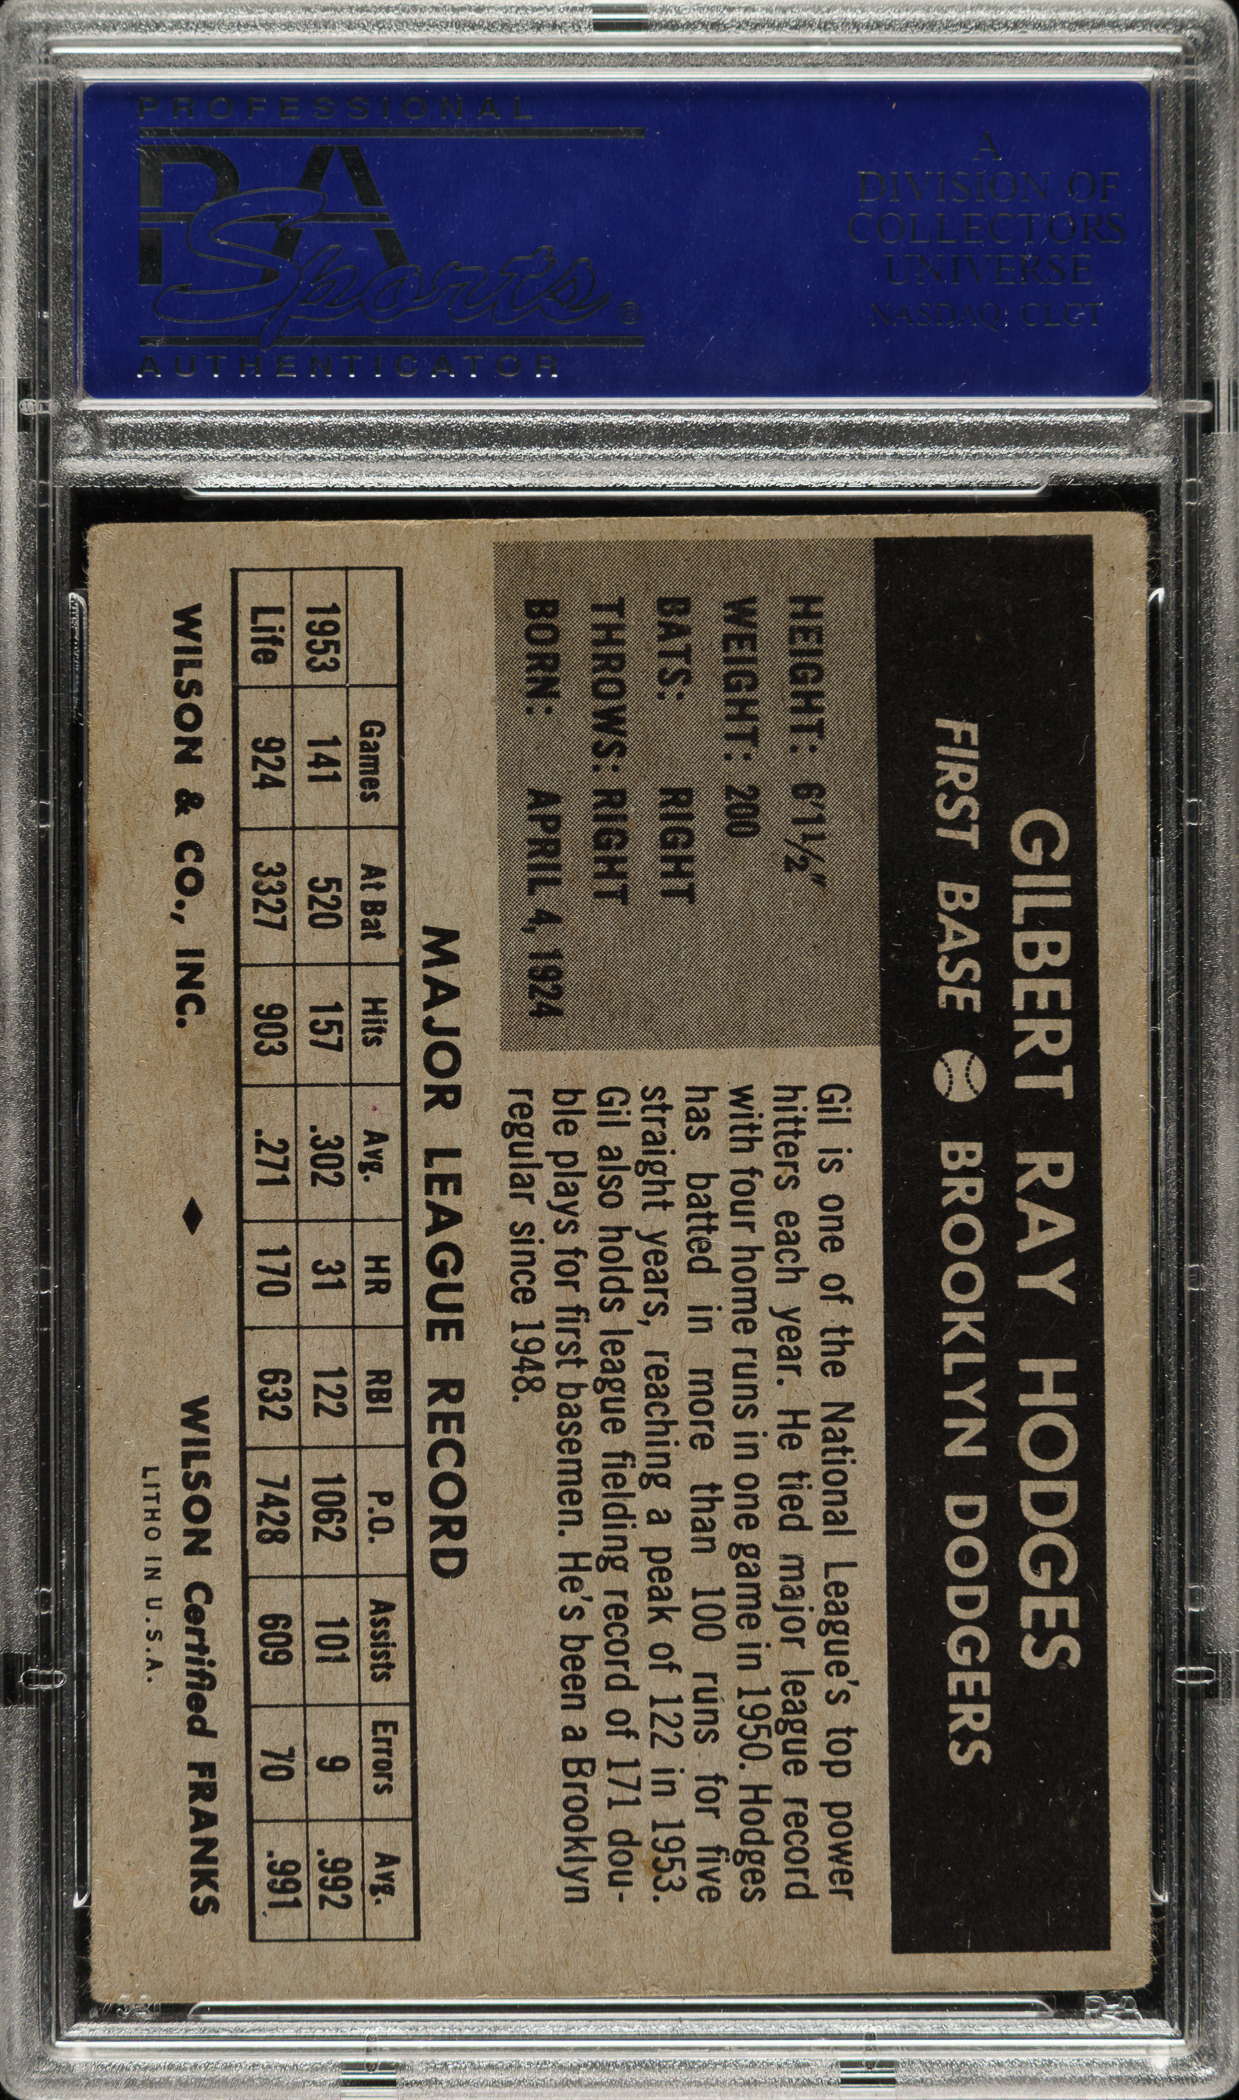 PROFESSIONAL
PSA
Sports®
AUTHENTICATOR
A
DIVISION OF
COLLECTORS
UNIVERSE
NASDAQ: CLCT
GILBERT RAY HODGES
FIRST BASE BROOKLYN DODGERS
HEIGHT: 6'1½"
WEIGHT: 200
BATS: RIGHT
THROWS: RIGHT
BORN: APRIL 4, 1924
Gil is one of the National League's top power
hitters each year. He tied major league record
with four home runs in one game in 1950. Hodges
has batted in more than 100 runs for five
straight years, reaching a peak of 122 in 1953.
Gil also holds league fielding record of 171 dou-
ble plays for first basemen. He's been a Brooklyn
regular since 1948.
MAJOR LEAGUE RECORD
Games At Bat Hits Avg. HR RBI P.O. Assists Errors Avg.
1953 141 520 157 .302 31 122 1062 101 9 .992
Life 924 3327 903 .271 170 632 7428 609 70 .991
WILSON & CO., INC. ♦ WILSON Certified FRANKS
LITHO IN U.S.A.
PSA